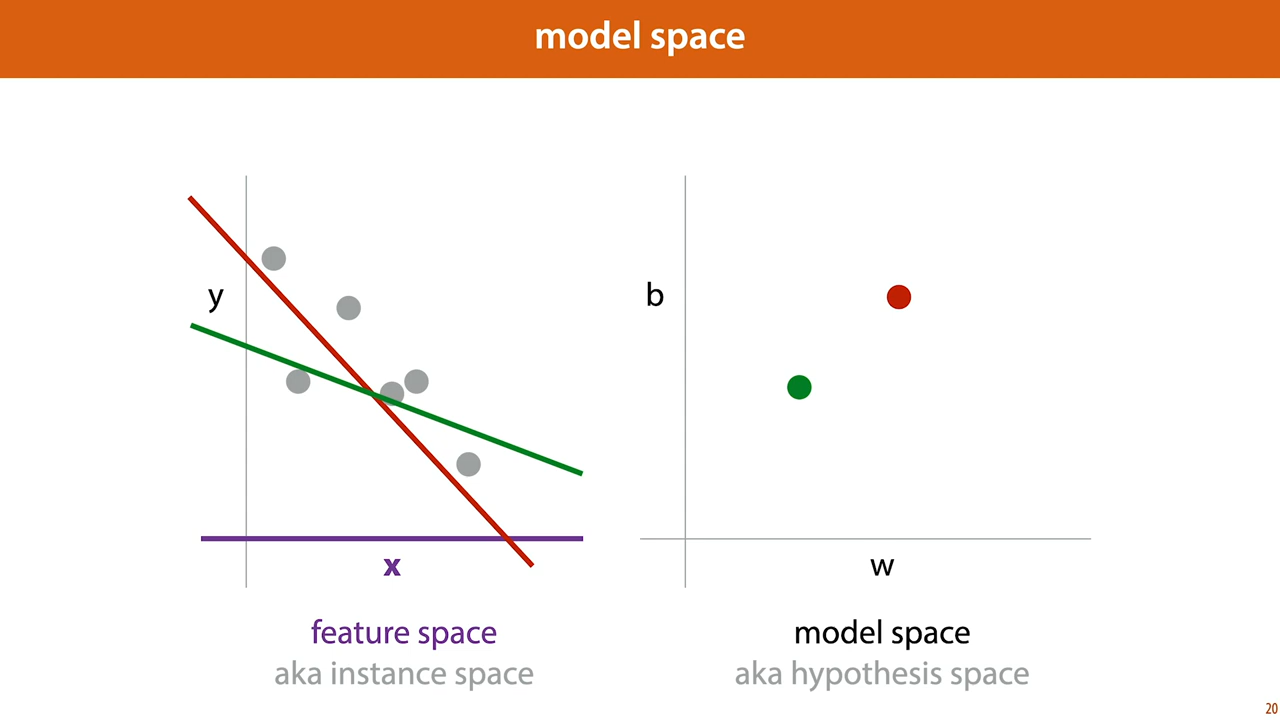 model space
y
x
feature space
aka instance space
b
w
model space
aka hypothesis space
20